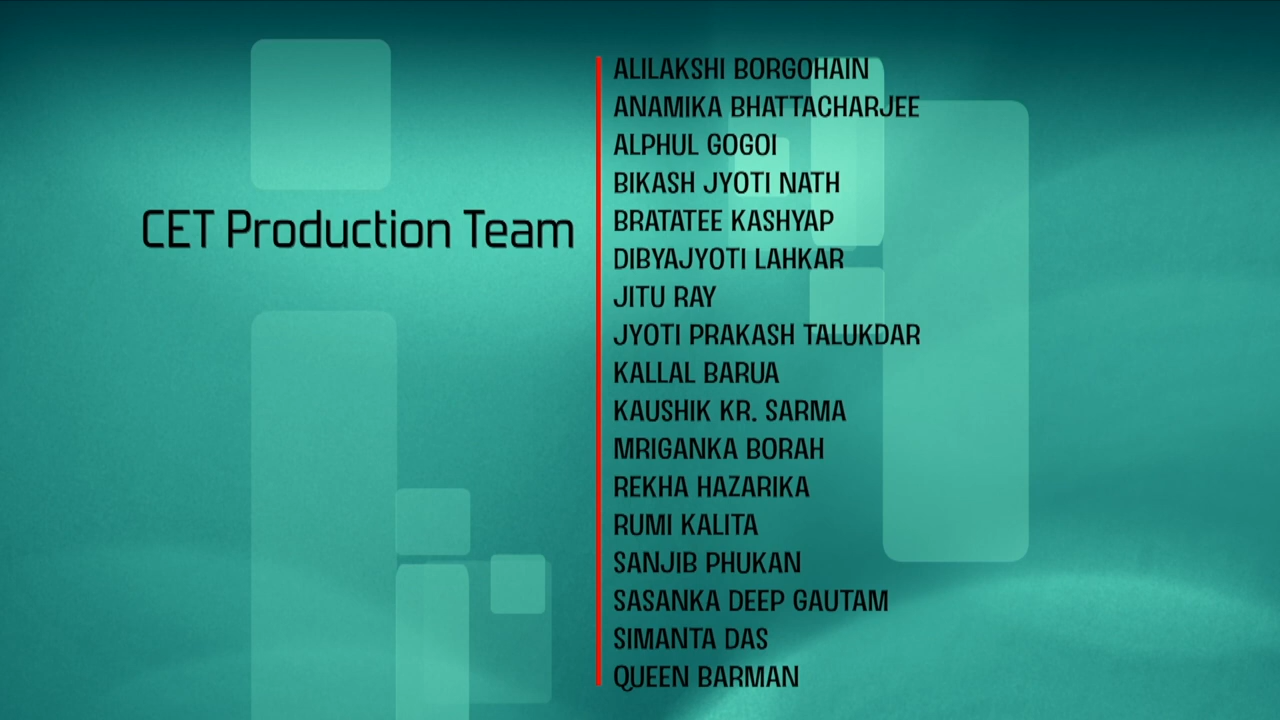 CET Production Team
ALILAKSHI BORGOHAIN
ANAMIKA BHATTACHARJEE
ALPHUL GOGOI
BIKASH JYOTI NATH
BRATATEE KASHYAP
DIBYAJYOTI LAHKAR
JITU RAY
JYOTI PRAKASH TALUKDAR
KALLAL BARUA
KAUSHIK KR. SARMA
MRIGANKA BORAH
REKHA HAZARIKA
RUMI KALITA
SANJIB PHUKAN
SASANKA DEEP GAUTAM
SIMANTA DAS
QUEEN BARMAN